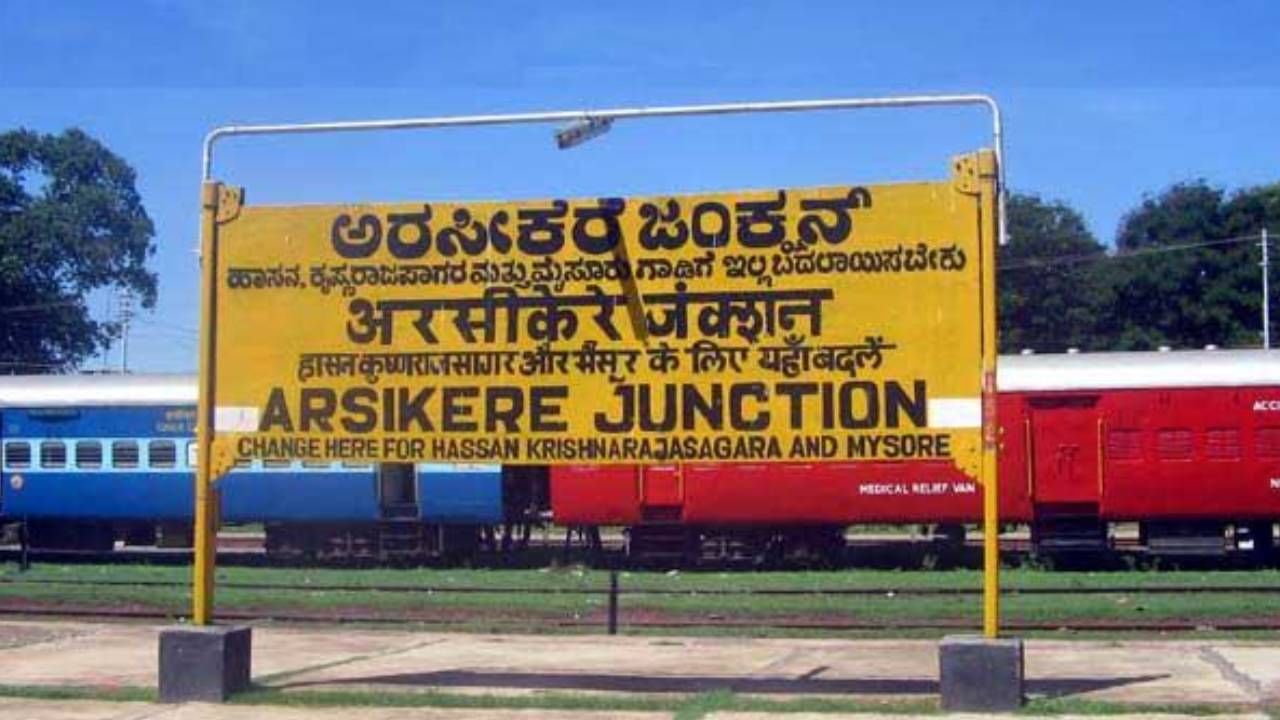 ಅರಸೀಕೆರೆ ಜಂಕ್ಷನ್
ಹಾಸನ, ಕೃಷ್ಣರಾಜಸಾಗರ ಮತ್ತು ಮೈಸೂರು ಗಾಡಿಗೆ ಇಲ್ಲಿ ಬದಲಾಯಿಸಬೇಕು
अरसीकेरे जंक्शन
हासन कृष्णराजसागर और मैसूर के लिए यहाँ बदलें
ARSIKERE JUNCTION
CHANGE HERE FOR HASSAN KRISHNARAJASAGARA AND MYSORE
MEDICAL RELIEF VAN
ACC